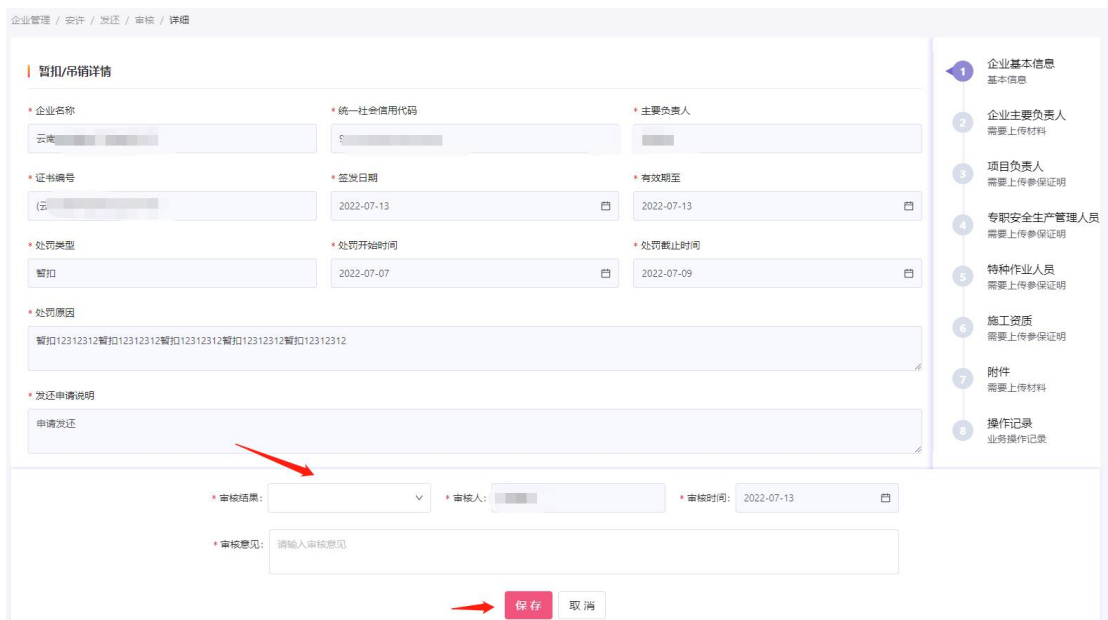 企业管理 / 安许 / 发还 / 审核 / 详细
暂扣/吊销详情
* 企业名称
* 统一社会信用代码
* 主要负责人
云南
9
* 证书编号
* 签发日期
* 有效期至
(云
2022-07-13
2022-07-13
* 处罚类型
* 处罚开始时间
* 处罚截止时间
暂扣
2022-07-07
2022-07-09
* 处罚原因
暂扣12312312暂扣12312312暂扣12312312暂扣12312312暂扣12312312
* 发还申请说明
申请发还
1 企业基本信息
基本信息
2 企业主要负责人
需要上传材料
3 项目负责人
需要上传参保证明
4 专职安全生产管理人员
需要上传参保证明
5 特种作业人员
需要上传参保证明
6 施工资质
需要上传参保证明
7 附件
需要上传材料
8 操作记录
业务操作记录
* 审核结果:
* 审核人:
* 审核时间: 2022-07-13
* 审核意见: 请输入审核意见
保存 取消